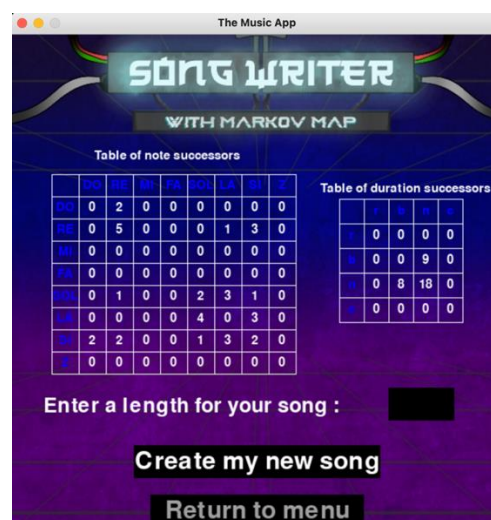 The Music App
SONG WRITER
WITH MARKOV MAP
Table of note successors
DO RE MI FA SOL LA SI Z
DO 0 2 0 0 0 0 0 0
RE 0 5 0 0 0 1 3 0
MI 0 0 0 0 0 0 0 0
FA 0 0 0 0 0 0 0 0
SOL 0 1 0 0 2 3 1 0
LA 0 0 0 0 4 0 3 0
SI 2 2 0 0 1 3 2 0
Z 0 0 0 0 0 0 0 0
Table of duration successors
r b n c
r 0 0 0 0
b 0 0 9 0
n 0 8 18 0
c 0 0 0 0
Enter a length for your song :
Create my new song
Return to menu